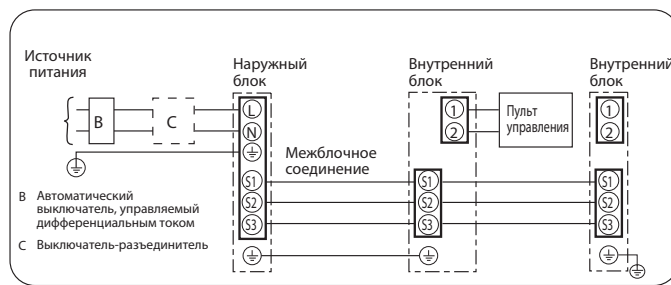 Источник
питания
Наружный
блок
Внутренний
блок
Внутренний
блок
B
C
L
N
1
2
Пульт
управления
1
2
Межблочное
соединение
S1
S2
S3
S1
S2
S3
S1
S2
S3
B Автоматический
выключатель, управляемый
дифференциальным током
C Выключатель-разъединитель